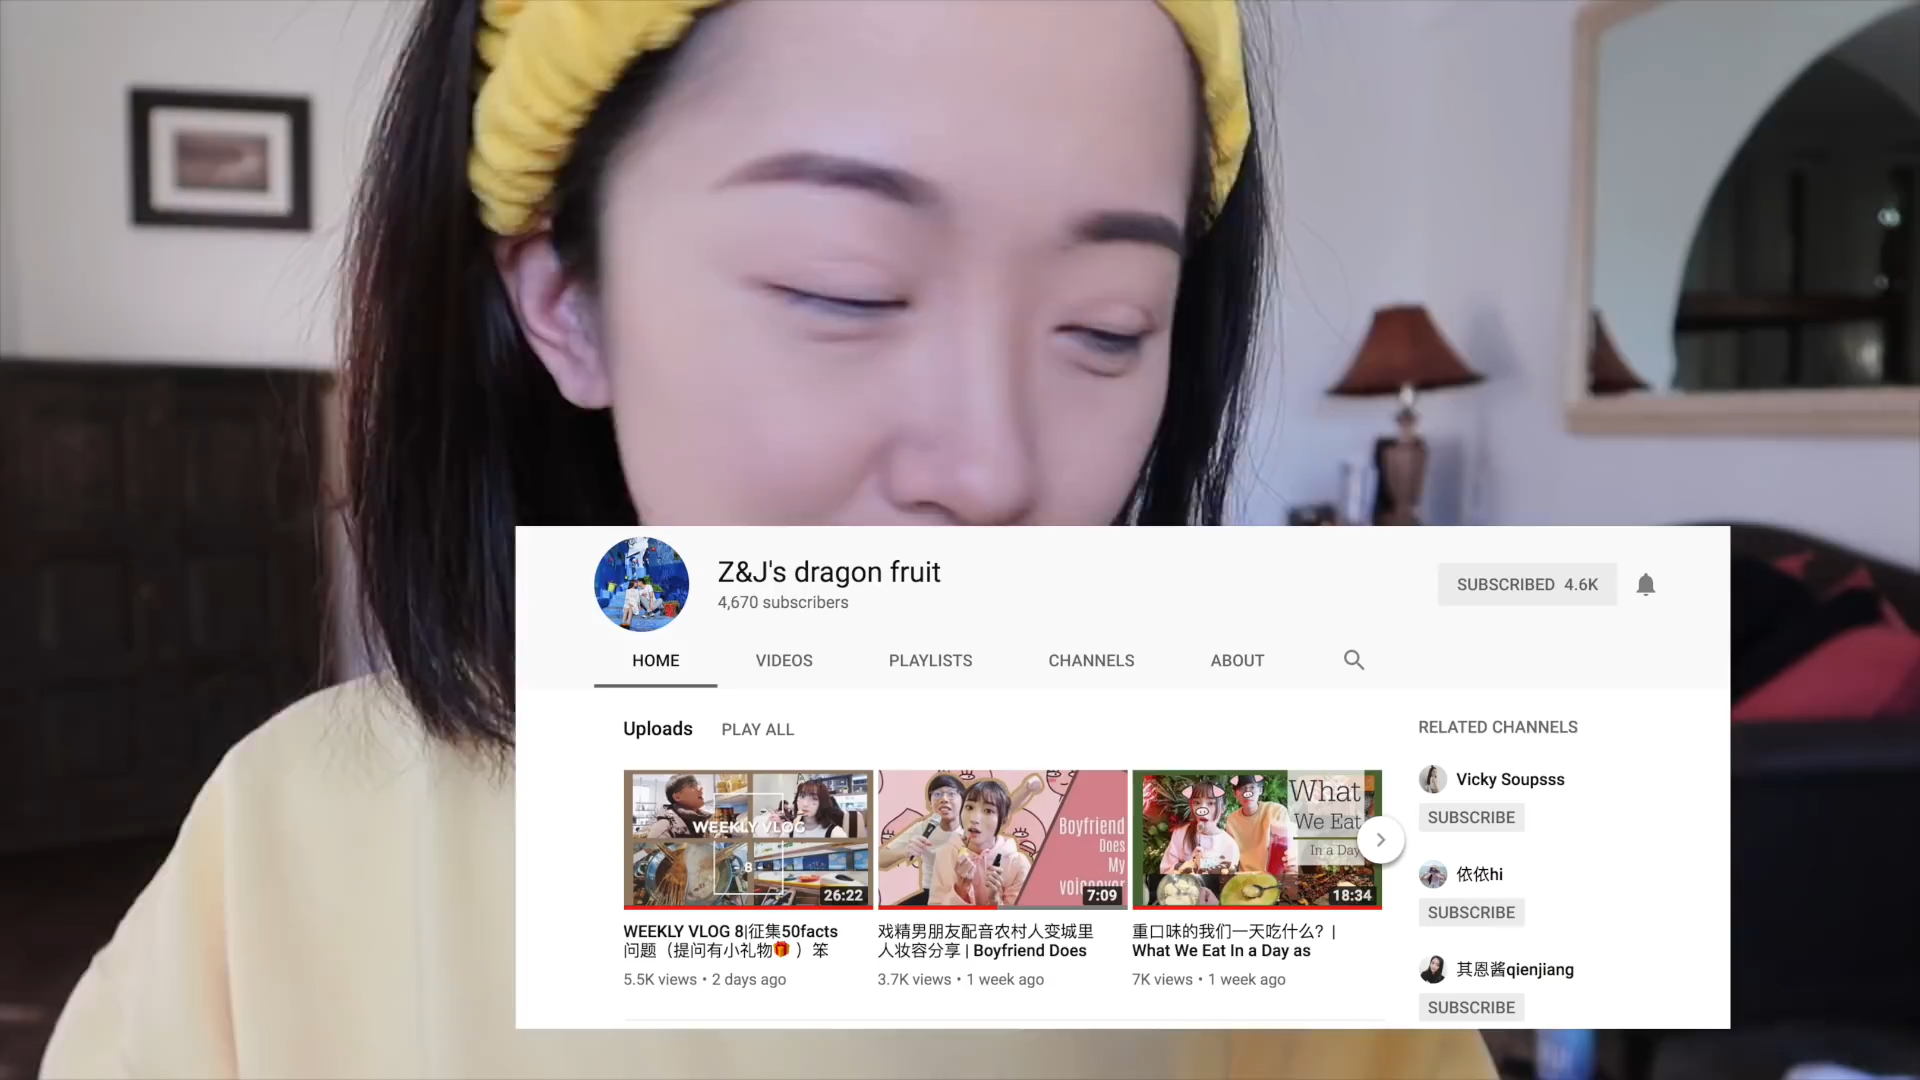 Z&J's dragon fruit
4,670 subscribers
SUBSCRIBED 4.6K
HOME
VIDEOS
PLAYLISTS
CHANNELS
ABOUT
Uploads
PLAY ALL
WEEKLY VLOG
8
26:22
WEEKLY VLOG 8|征集50facts
问题（提问有小礼物🎁 ）笨
5.5K views • 2 days ago
Boyfriend
Does
My
voiceover
7:09
戏精男朋友配音农村人变城里
人妆容分享 | Boyfriend Does
3.7K views • 1 week ago
What
We Eat
In a Day
18:34
重口味的我们一天吃什么？|
What We Eat In a Day as
7K views • 1 week ago
RELATED CHANNELS
Vicky Soupsss
SUBSCRIBE
依依hi
SUBSCRIBE
其恩酱qienjiang
SUBSCRIBE